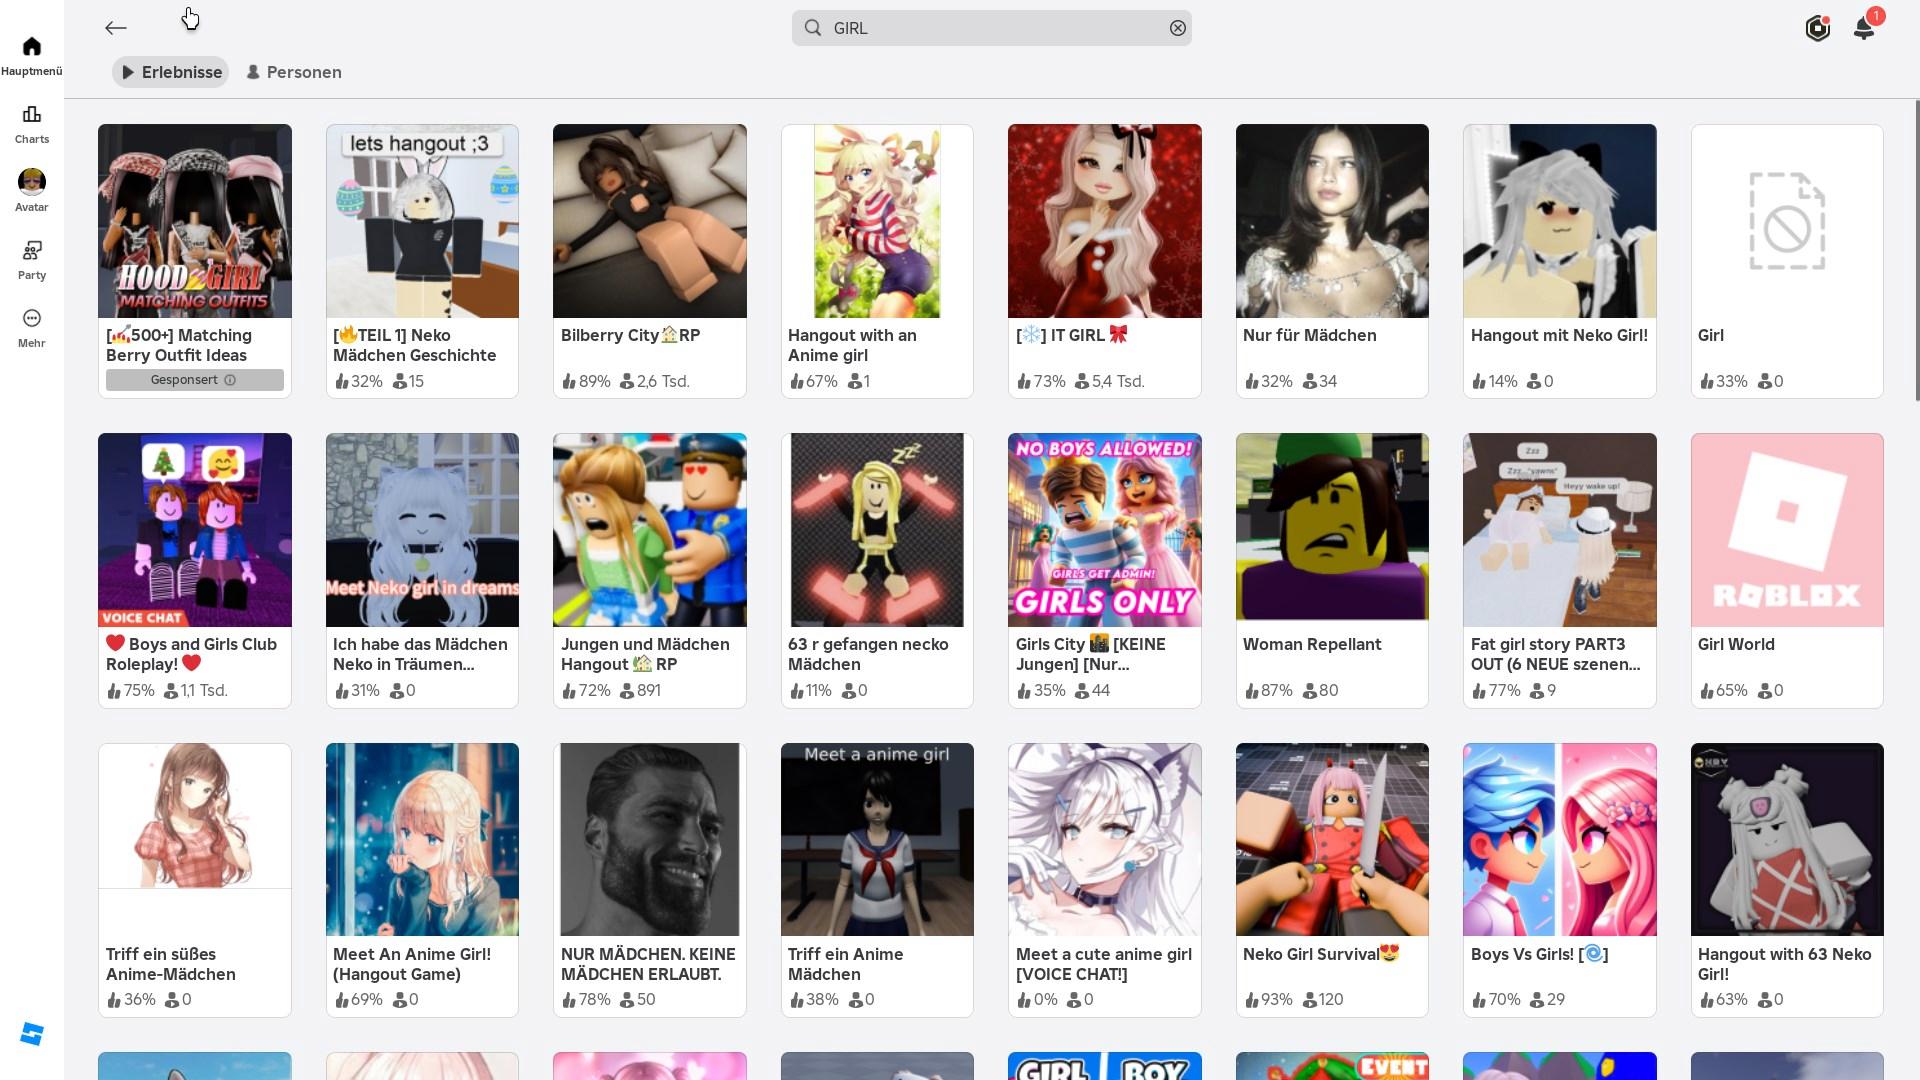 GIRL
1
Hauptmenü
Erlebnisse
Personen
Charts
Avatar
Party
Mehr
HOOD GIRL
MATCHING OUTFITS
[💅500+] Matching
Berry Outfit Ideas
Gesponsert
lets hangout ;3
[🔥TEIL 1] Neko
Mädchen Geschichte
32% 15
Bilberry City🏠RP
89% 2,6 Tsd.
Hangout with an
Anime girl
67% 1
[❄️] IT GIRL 🎀
73% 5,4 Tsd.
Nur für Mädchen
32% 34
Hangout mit Neko Girl!
14% 0
Girl
33% 0
VOICE CHAT
❤️ Boys and Girls Club
Roleplay! ❤️
75% 1,1 Tsd.
Meet Neko girl in dreams
Ich habe das Mädchen
Neko in Träumen...
31% 0
Jungen und Mädchen
Hangout 🏡 RP
72% 891
zzz
63 r gefangen necko
Mädchen
11% 0
NO BOYS ALLOWED!
GIRLS GET ADMIN!
GIRLS ONLY
Girls City 🌆 [KEINE
Jungen] [Nur...
35% 44
Woman Repellant
87% 80
Zzz
Zzz.. *yawns*
Heyy wake up!
Fat girl story PART3
OUT (6 NEUE szenen...
77% 9
ROBLOX
Girl World
65% 0
Triff ein süßes
Anime-Mädchen
36% 0
Meet An Anime Girl!
(Hangout Game)
69% 0
NUR MÄDCHEN. KEINE
MÄDCHEN ERLAUBT.
78% 50
Meet a anime girl
Triff ein Anime
Mädchen
38% 0
Meet a cute anime girl
[VOICE CHAT!]
0% 0
Neko Girl Survival😍
93% 120
Boys Vs Girls! [🌀]
70% 29
Hangout with 63 Neko
Girl!
63% 0
GIRL BOY
EVENT